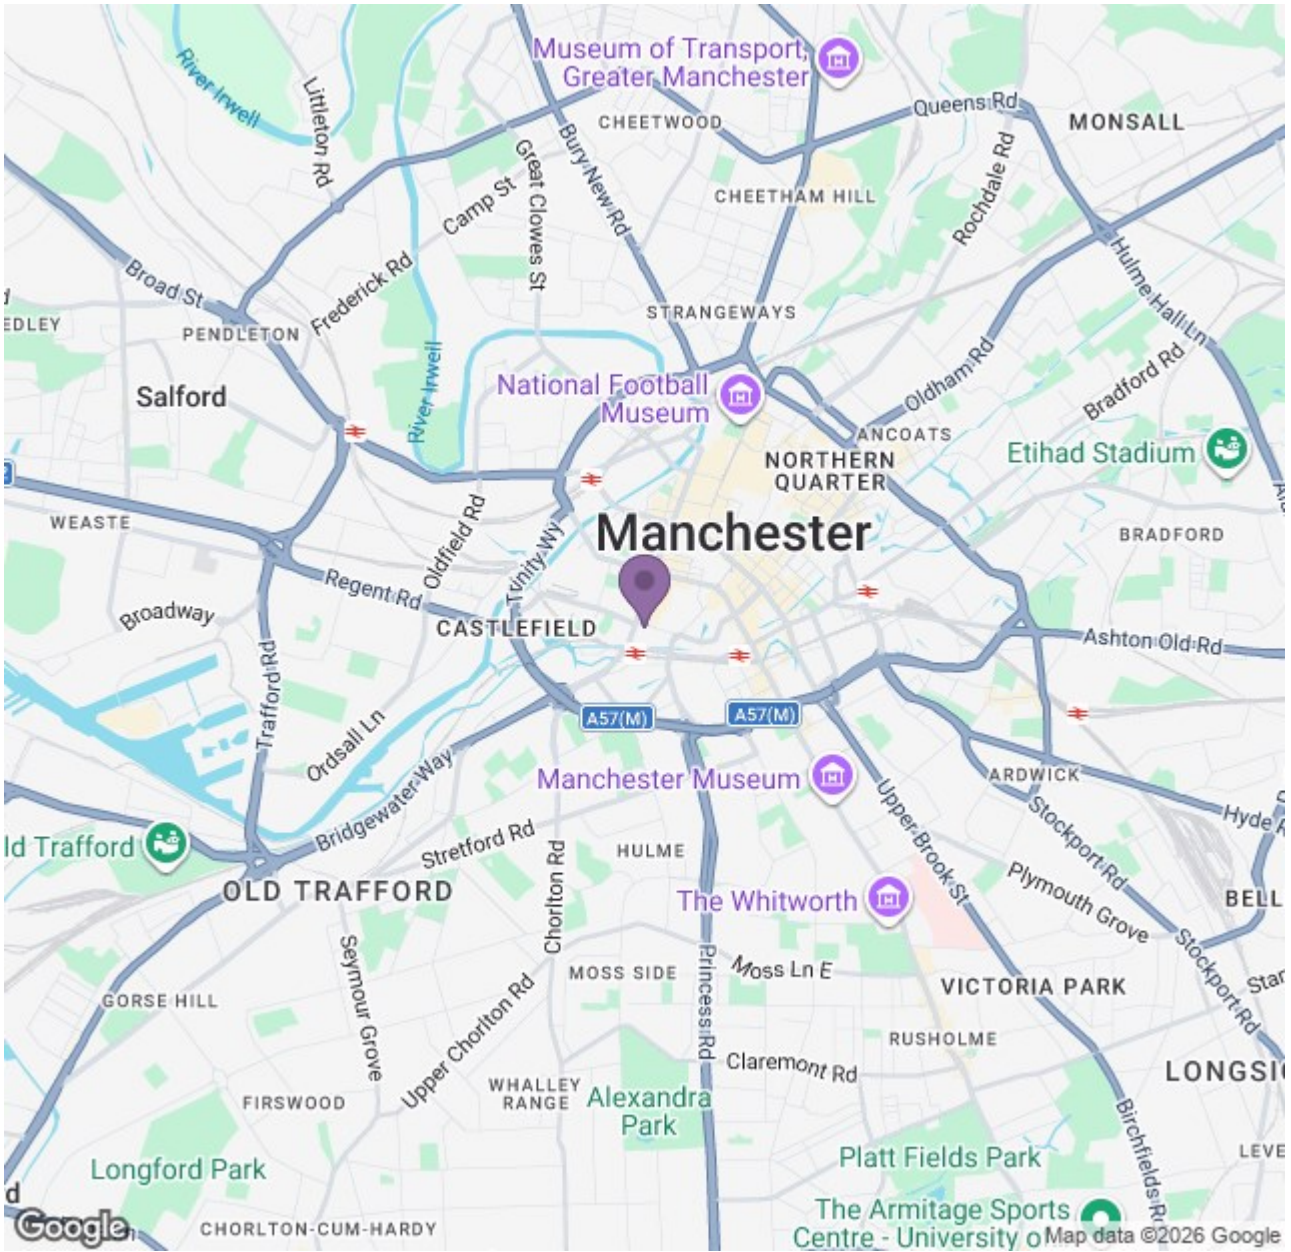 Museum of Transport,
Greater Manchester
River Irwell
Littleton Rd
Queens Rd
CHEETWOOD
MONSALL
Bury New Rd
Great Clowes St
Camp St
Rochdale Rd
CHEETHAM HILL
Broad St
Frederick Rd
Hulme Hall Ln
EDLEY
PENDLETON
STRANGEWAYS
River Irwell
Oldham Rd
Bradford Rd
Salford
National Football
Museum
ANCOATS
Etihad Stadium
NORTHERN
QUARTER
WEASTE
Oldfield Rd
Manchester
BRADFORD
Trinity Wy
Regent Rd
Broadway
CASTLEFIELD
Ashton Old Rd
Trafford Rd
A57(M)
A57(M)
Ordsall Ln
Bridgewater Way
Manchester Museum
ARDWICK
Upper Brook St
Stockport Rd
Hyde R
ld Trafford
Stretford Rd
HULME
OLD TRAFFORD
Chorlton Rd
The Whitworth
Plymouth Grove
BELL
Seymour Grove
Princess Rd
Moss Ln E
Stockport Rd
MOSS SIDE
VICTORIA PARK
Stan
GORSE HILL
Upper Chorlton Rd
RUSHOLME
Claremont Rd
LONGSI
WHALLEY
RANGE
Alexandra
Park
FIRSWOOD
Birchfields R
Longford Park
Platt Fields Park
LEVE
d
The Armitage Sports
Centre - University o
CHORLTON-CUM-HARDY
Google
Map data ©2026 Google